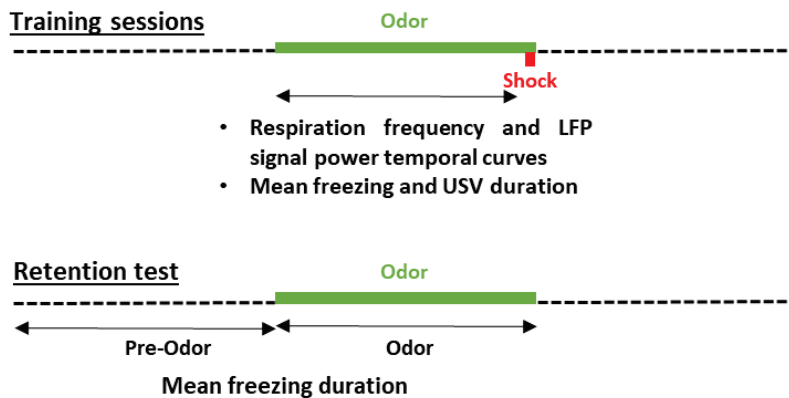 Training sessions
Odor
Shock
• Respiration frequency and LFP
signal power temporal curves
• Mean freezing and USV duration
Retention test
Odor
Pre-Odor
Odor
Mean freezing duration